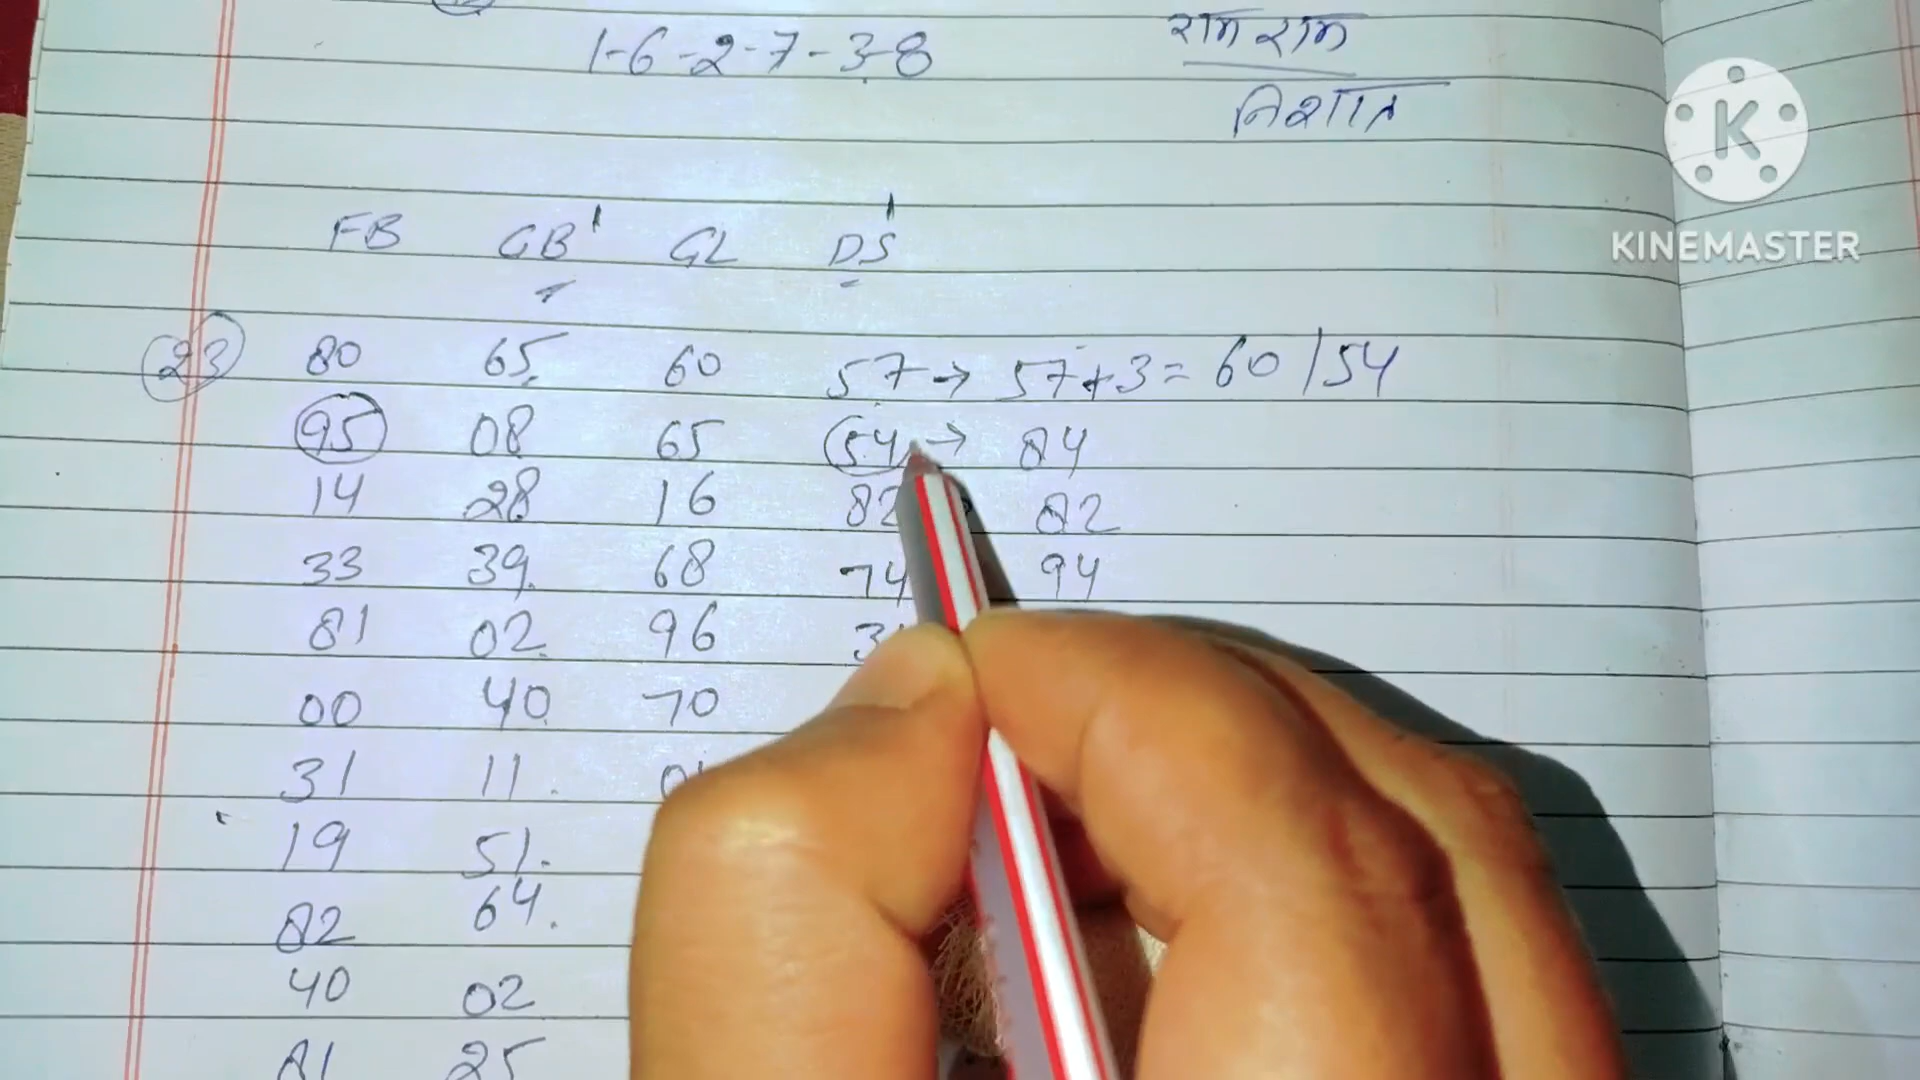 1-6-2-7-3-8
राम राम
निशान
KINEMASTER
FB GB GL DS
23 80 65 60 57 → 57+3=60/54
95 08 65 54 → 84
14 28 16 82 82
33 39. 68 74 94
81 02. 96
00 40. 70
31 11.
19 51.
82 64.
40 02
81 25